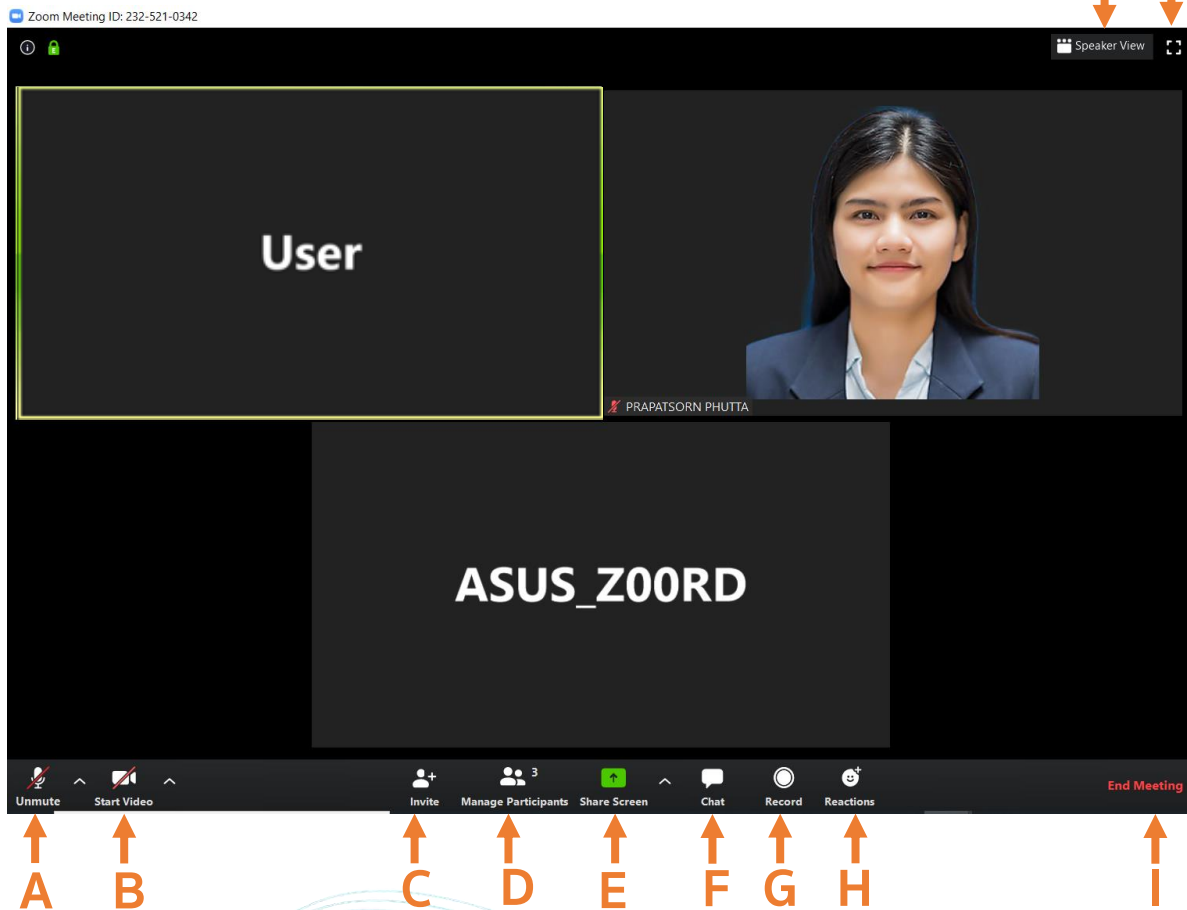 Zoom Meeting ID: 232-521-0342
Speaker View
User
PRAPATSORN PHUTTA
ASUS_Z00RD
3
Unmute Start Video Invite Manage Participants Share Screen Chat Record Reactions End Meeting
A B C D E F G H I